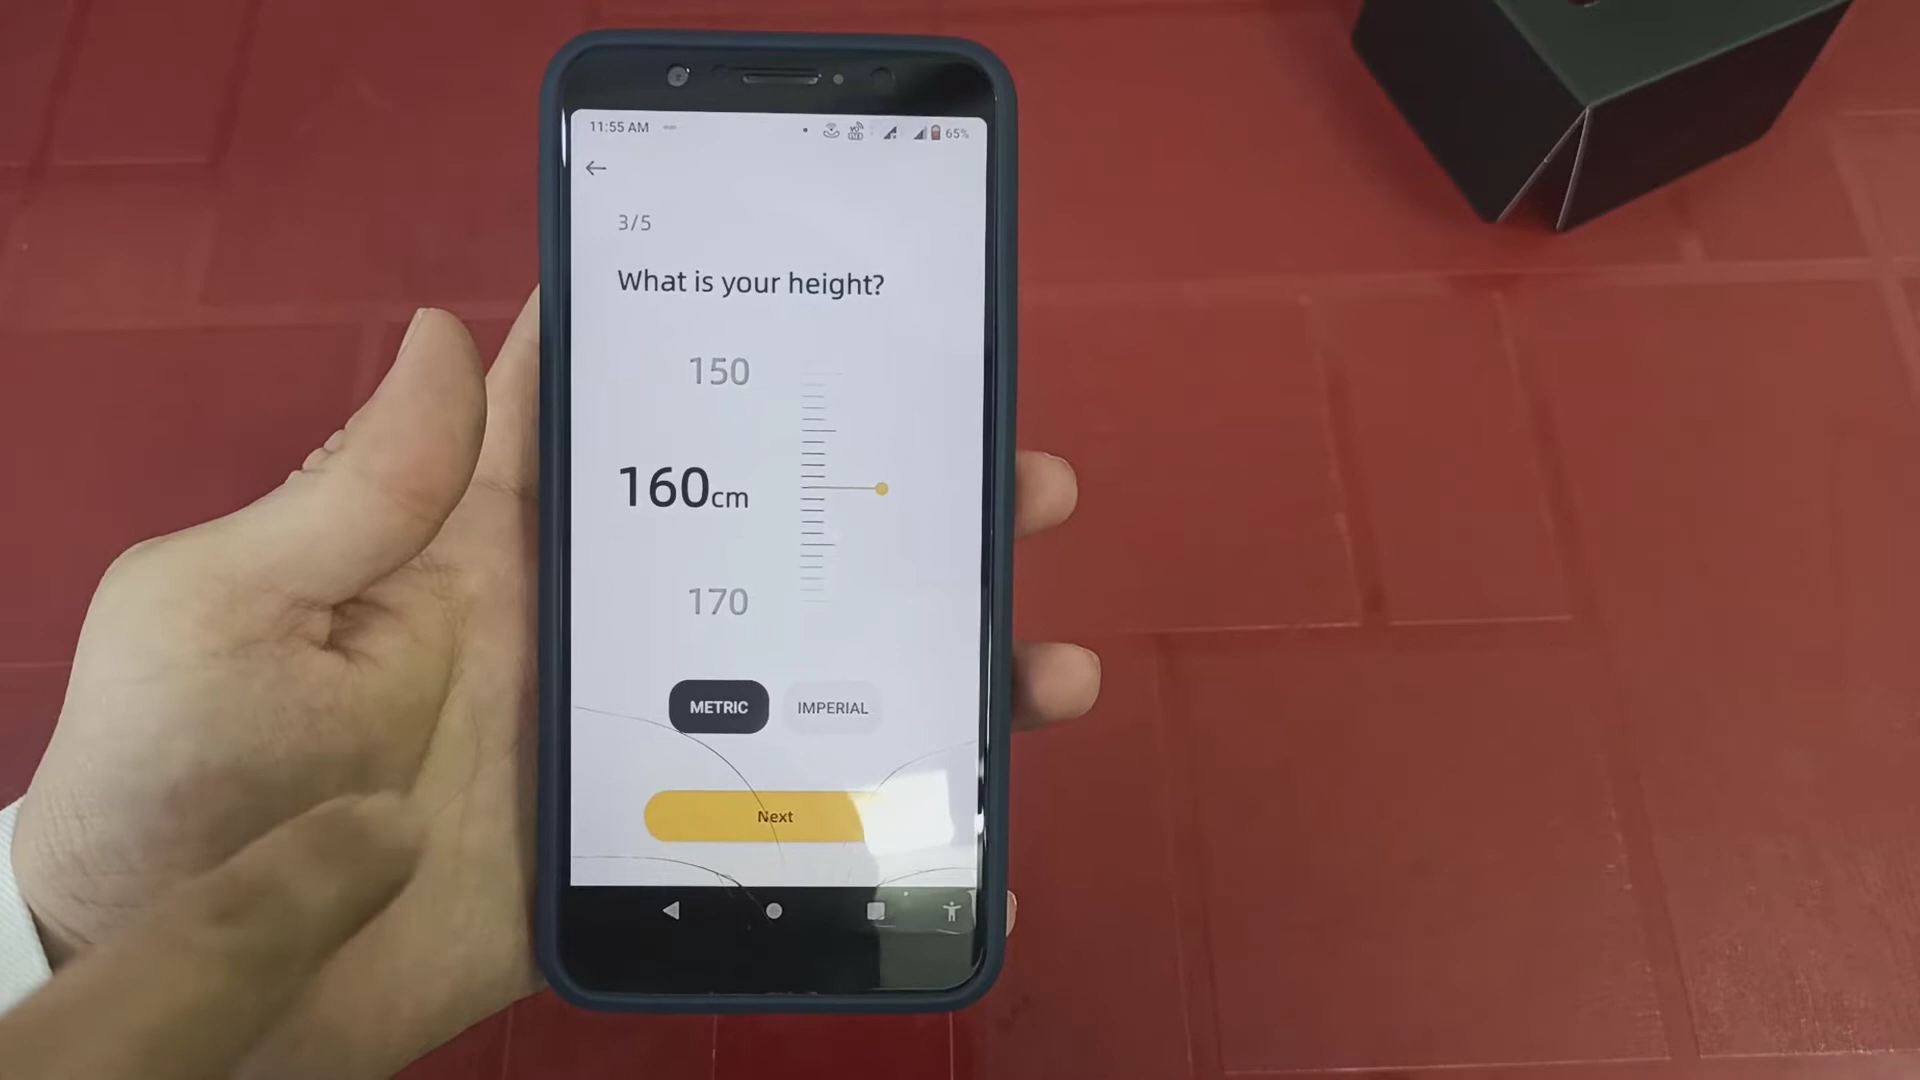 11:55 AM 65%
3/5
What is your height?
150
160cm
170
METRIC IMPERIAL
Next